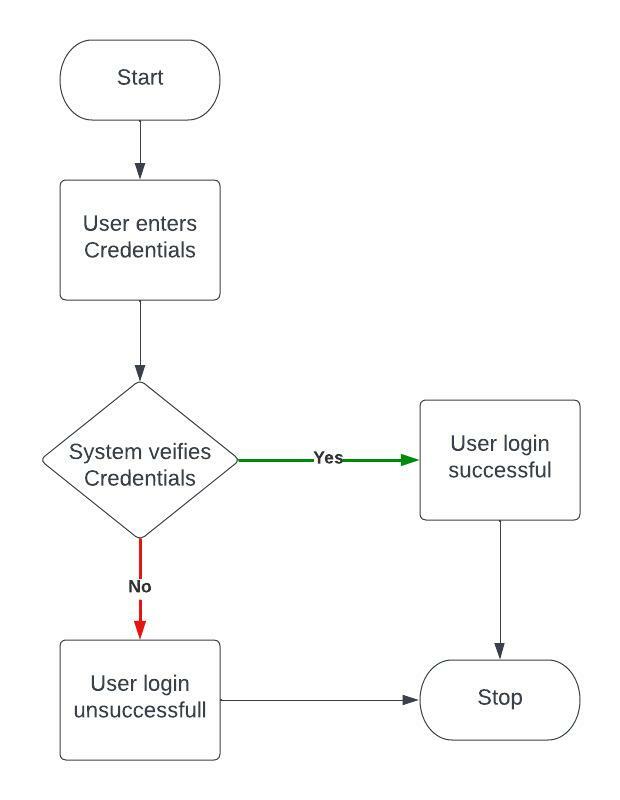 Start
User enters
Credentials
System veifies
Credentials
Yes
User login
successful
No
User login
unsuccessfull
Stop